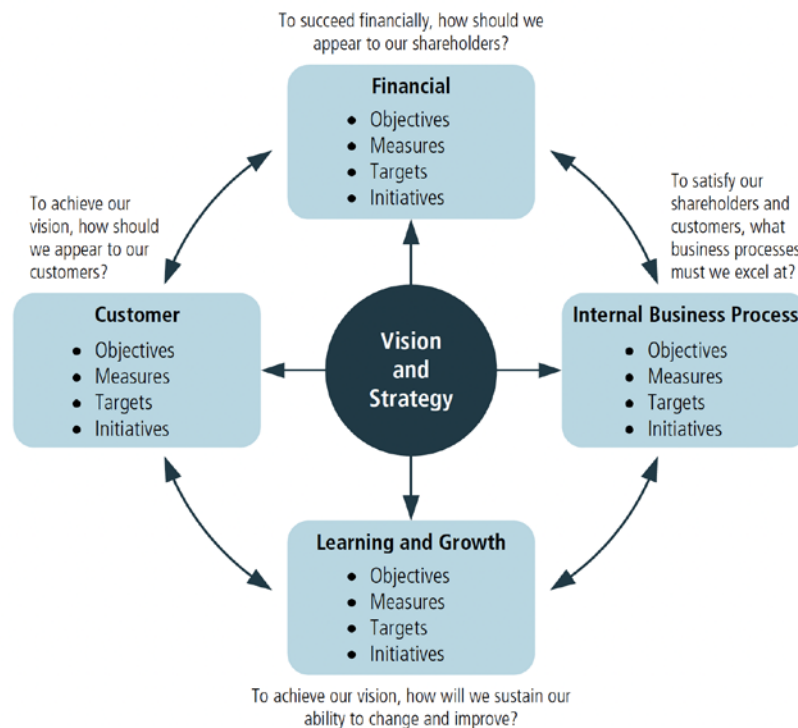 To succeed financially, how should we
appear to our shareholders?
Financial
• Objectives
• Measures
• Targets
• Initiatives
To achieve our
vision, how should
we appear to our
customers?
To satisfy our
shareholders and
customers, what
business processes
must we excel at?
Customer
• Objectives
• Measures
• Targets
• Initiatives
Vision
and
Strategy
Internal Business Process
• Objectives
• Measures
• Targets
• Initiatives
Learning and Growth
• Objectives
• Measures
• Targets
• Initiatives
To achieve our vision, how will we sustain our
ability to change and improve?